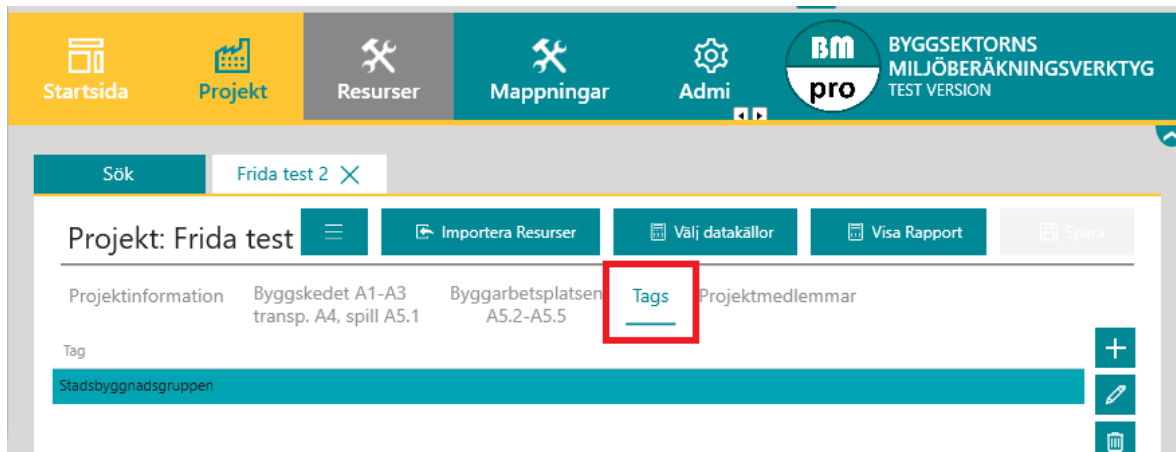 Startsida
Projekt
Resurser
Mappningar
Admi
BM
pro
BYGGSEKTORNS
MILJÖBERÄKNINGSVERKTYG
TEST VERSION
Sök
Frida test 2
Projekt: Frida test
Importera Resurser
Välj datakällor
Visa Rapport
Spara
Projektinformation
Byggskedet A1-A3
transp. A4, spill A5.1
Byggarbetsplatsen
A5.2-A5.5
Tags
Projektmedlemmar
Tag
Stadsbyggnadsgruppen